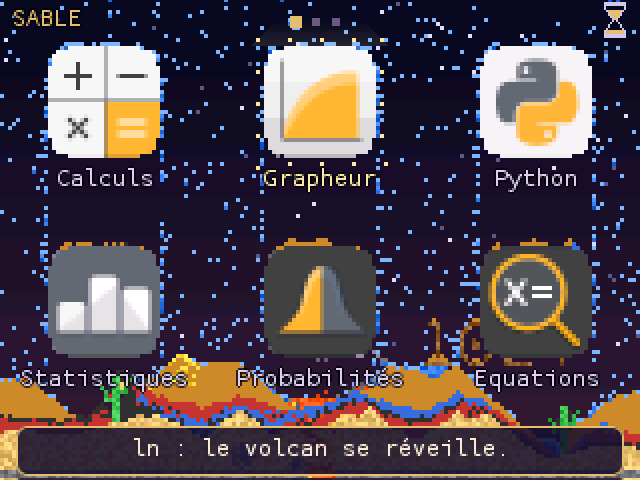 SABLE
Calculs
Grapheur
Python
Statistiques
Probabilités
X=
Equations
ln : le volcan se réveille.